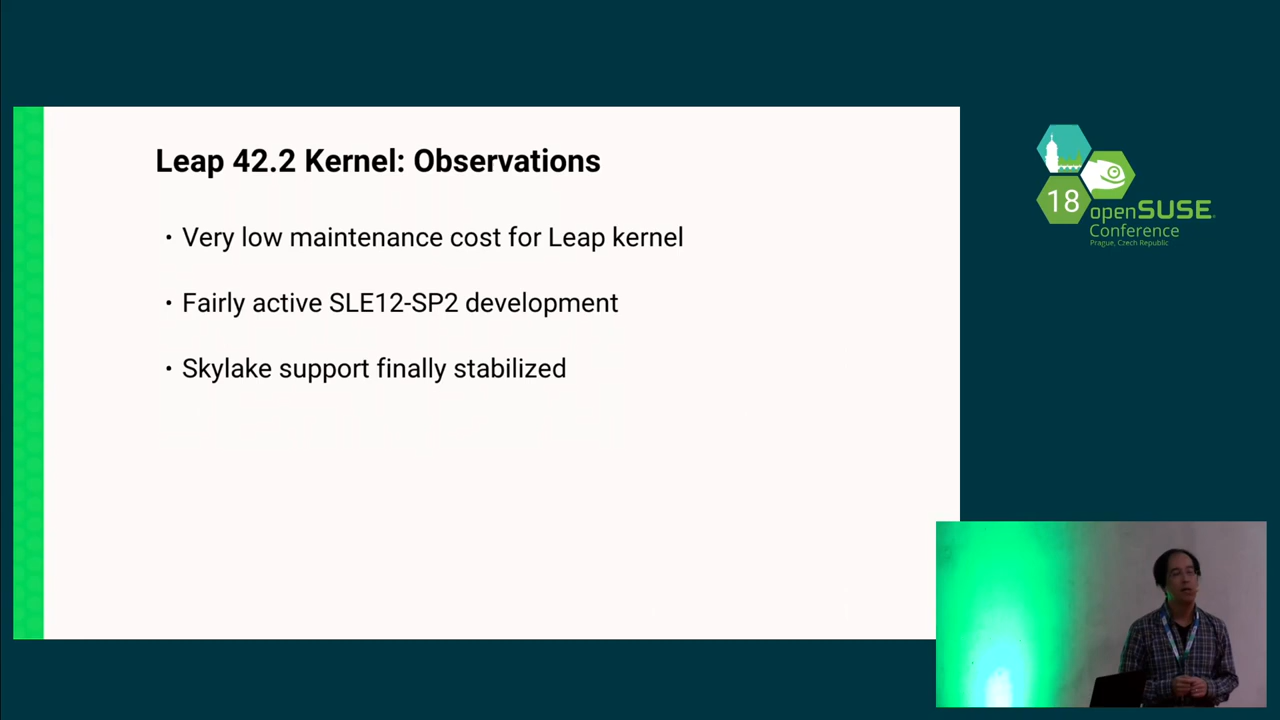 Leap 42.2 Kernel: Observations
• Very low maintenance cost for Leap kernel
• Fairly active SLE12-SP2 development
• Skylake support finally stabilized
18
openSUSE
Conference
Prague, Czech Republic